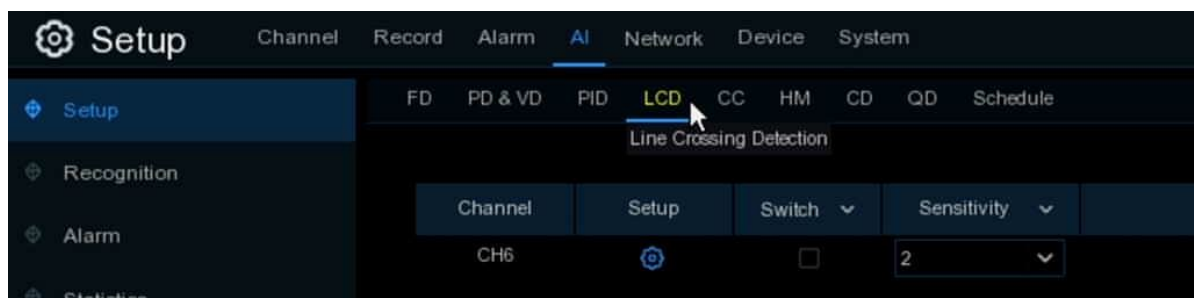 Setup Channel Record Alarm AI Network Device System
Setup
FD PD & VD PID LCD CC HM CD QD Schedule
Line Crossing Detection
Recognition
Channel Setup Switch Sensitivity
Alarm
CH6 2
Statistics